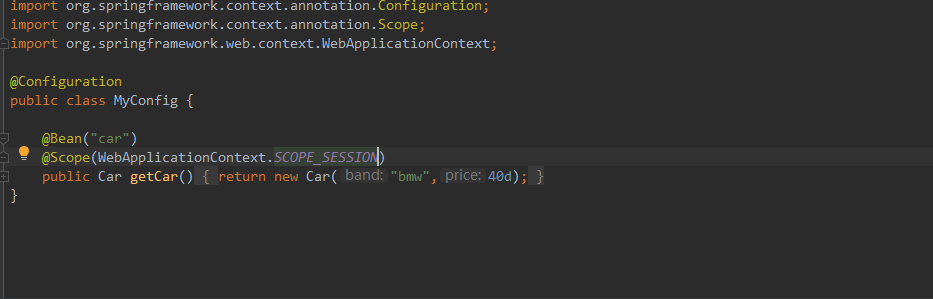 import org.springframework.context.annotation.Configuration;
import org.springframework.context.annotation.Scope;
import org.springframework.web.context.WebApplicationContext;
@Configuration
public class MyConfig {
@Bean("car")
@Scope(WebApplicationContext.SCOPE_SESSION)
public Car getCar() { return new Car( band: "bmw", price: 40d); }
}